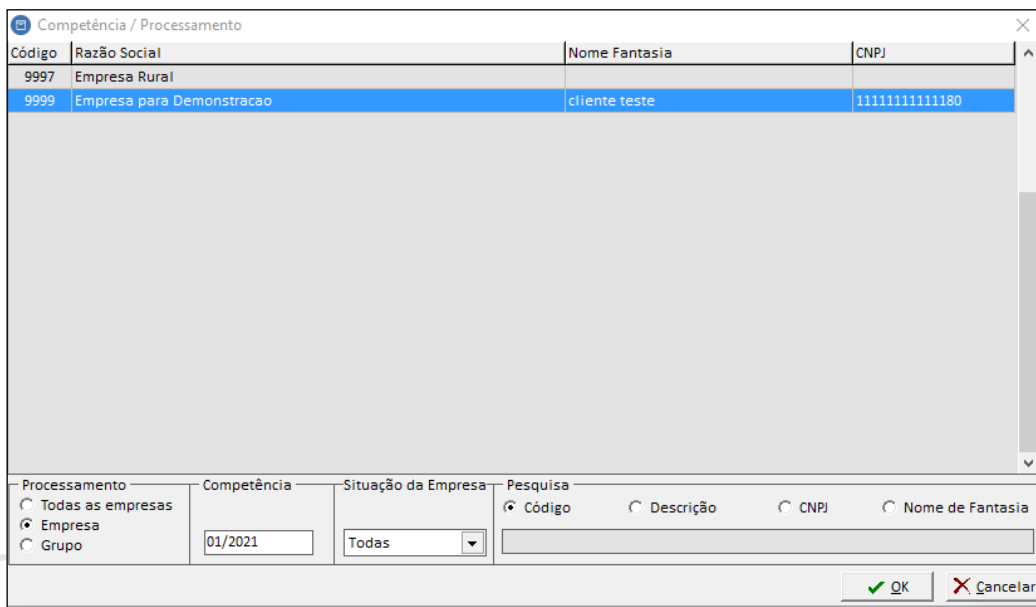 Competência / Processamento
Código Razão Social Nome Fantasia CNPJ
9997 Empresa Rural
9999 Empresa para Demonstracao cliente teste 11111111111180
Processamento Competência Situação da Empresa Pesquisa
Todas as empresas Código Descrição CNPJ Nome de Fantasia
Empresa
Grupo 01/2021 Todas
OK Cancelar